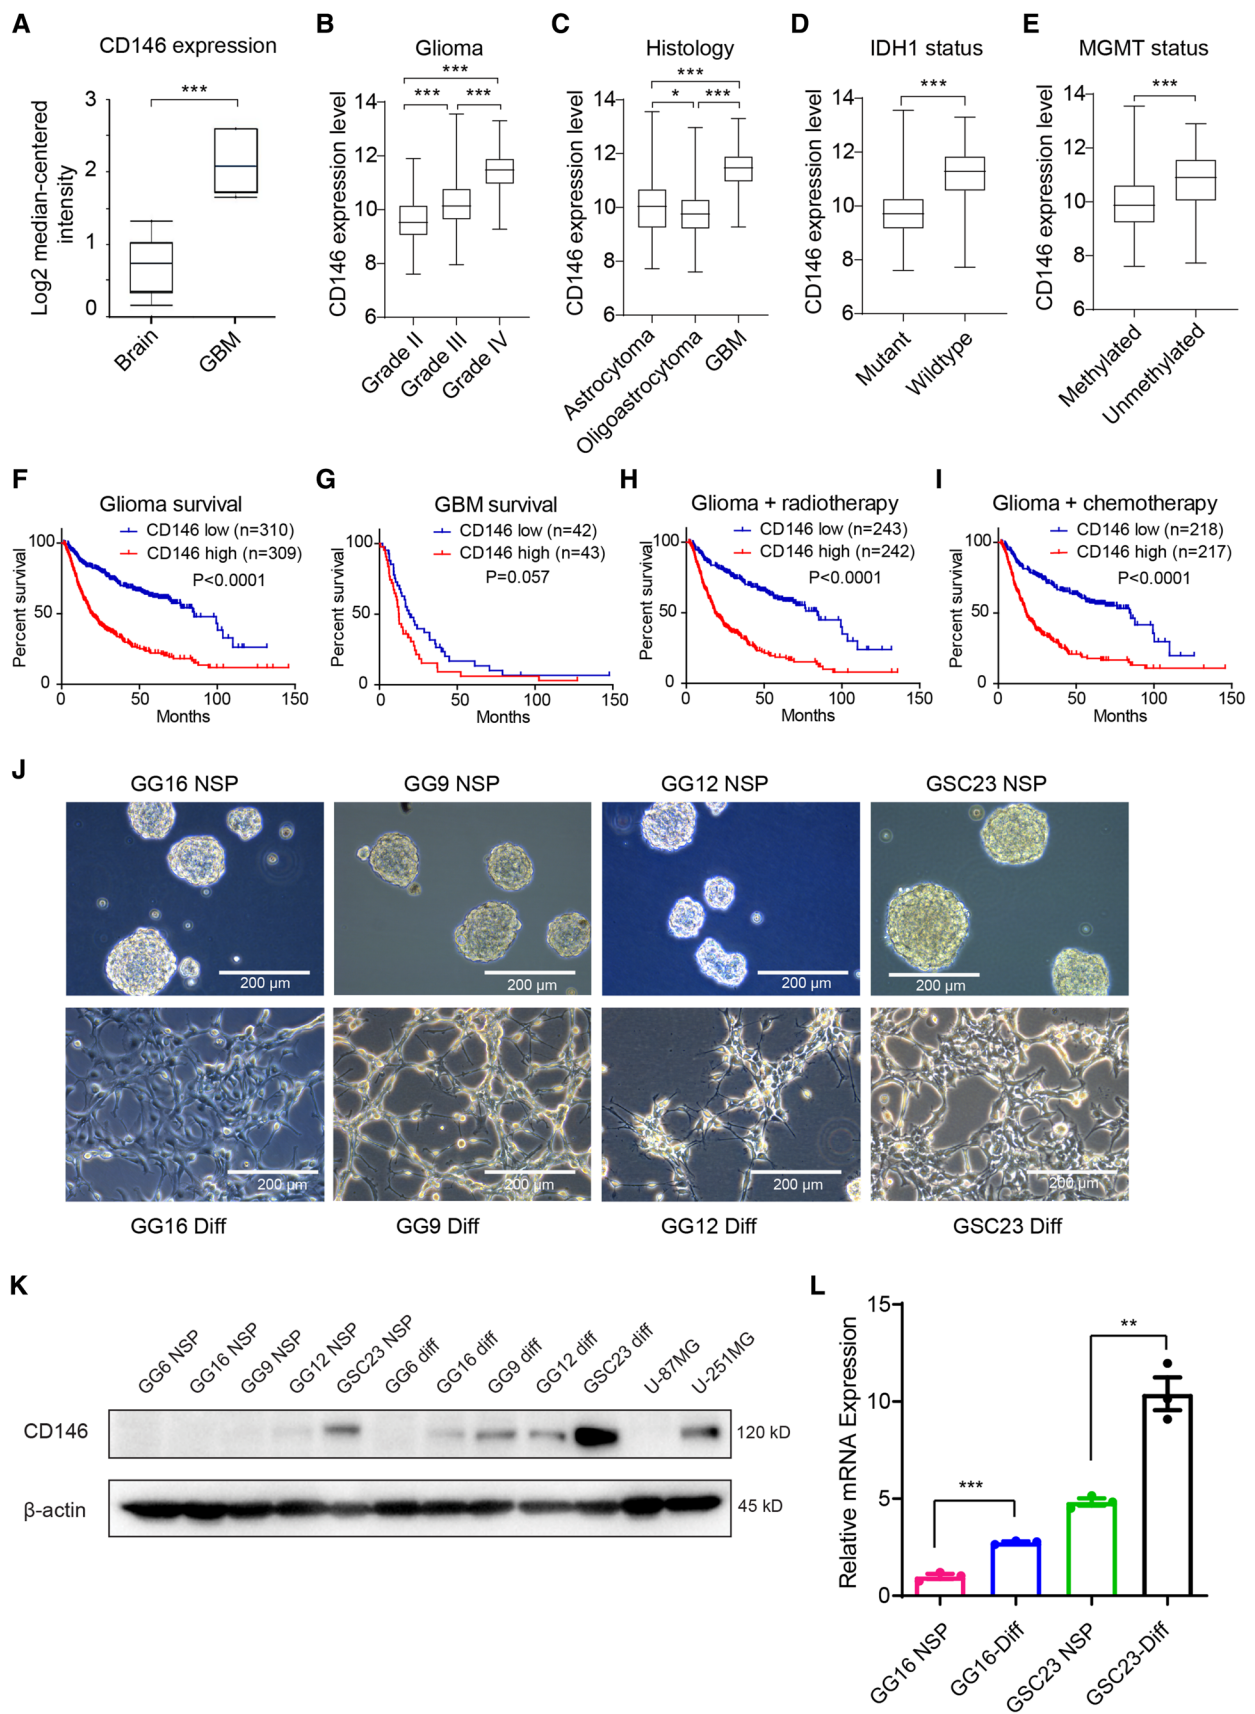 A
CD146 expression
Log2 median-centered
intensity
3
2
1
0
***
Brain
GBM
B
Glioma
CD146 expression level
14
12
10
8
6
***
***
***
Grade II
Grade III
Grade IV
C
Histology
CD146 expression level
14
12
10
8
6
***
*
***
Astrocytoma
Oligoastrocytoma
GBM
D
IDH1 status
CD146 expression level
14
12
10
8
6
***
Mutant
Wildtype
E
MGMT status
CD146 expression level
14
12
10
8
6
***
Methylated
Unmethylated
F
Glioma survival
CD146 low (n=310)
CD146 high (n=309)
P<0.0001
Percent survival
100
50
0
0
50
100
150
Months
G
GBM survival
CD146 low (n=42)
CD146 high (n=43)
P=0.057
Percent survival
100
50
0
0
50
100
150
Months
H
Glioma + radiotherapy
CD146 low (n=243)
CD146 high (n=242)
P<0.0001
Percent survival
100
50
0
0
50
100
150
Months
I
Glioma + chemotherapy
CD146 low (n=218)
CD146 high (n=217)
P<0.0001
Percent survival
100
50
0
0
50
100
150
Months
J
GG16 NSP
GG9 NSP
GG12 NSP
GSC23 NSP
200 µm
200 µm
200 µm
200 µm
200 µm
200 µm
200 µm
200 µm
GG16 Diff
GG9 Diff
GG12 Diff
GSC23 Diff
K
GG6 NSP
GG16 NSP
GG9 NSP
GG12 NSP
GSC23 NSP
GG6 diff
GG16 diff
GG9 diff
GG12 diff
GSC23 diff
U-87MG
U-251MG
CD146
120 kD
β-actin
45 kD
L
Relative mRNA Expression
15
10
5
0
***
**
GG16 NSP
GG16-Diff
GSC23 NSP
GSC23-Diff